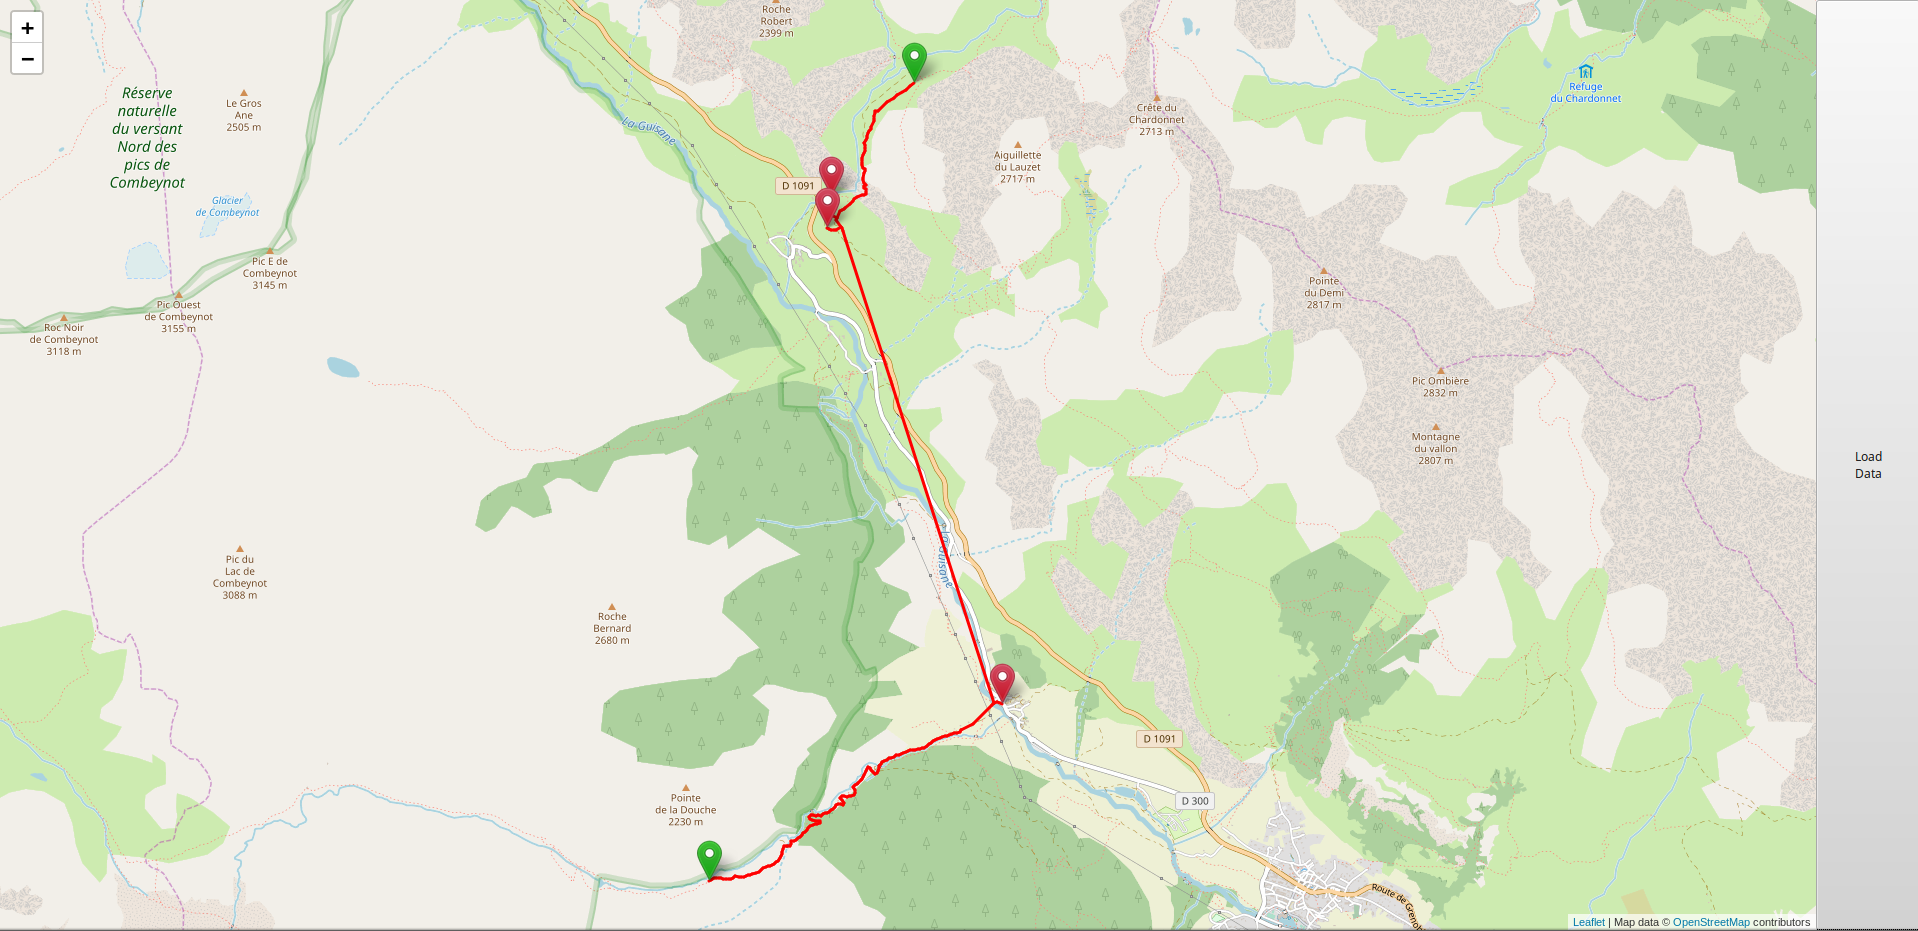 +
−
Roche
Robert
2399 m
Réserve
naturelle
du versant
Nord des
pics de
Combeynot
Le Gros
Ane
2505 m
La Guisane
Refuge
du Chardonnet
Crête du
Chardonnet
2713 m
Aiguillette
du Lauzet
2717 m
D 1091
Glacier
de Combeynot
Pic E de
Combeynot
3145 m
Pic Ouest
de Combeynot
3155 m
Roc Noir
de Combeynot
3118 m
Pointe
du Demi
2817 m
Pic Ombière
2832 m
Montagne
du vallon
2807 m
Load
Data
La Guisane
Pic du
Lac de
Combeynot
3088 m
Roche
Bernard
2680 m
D 1091
Pointe
de la Douche
2230 m
D 300
Route de Greno
Leaflet | Map data © OpenStreetMap contributors